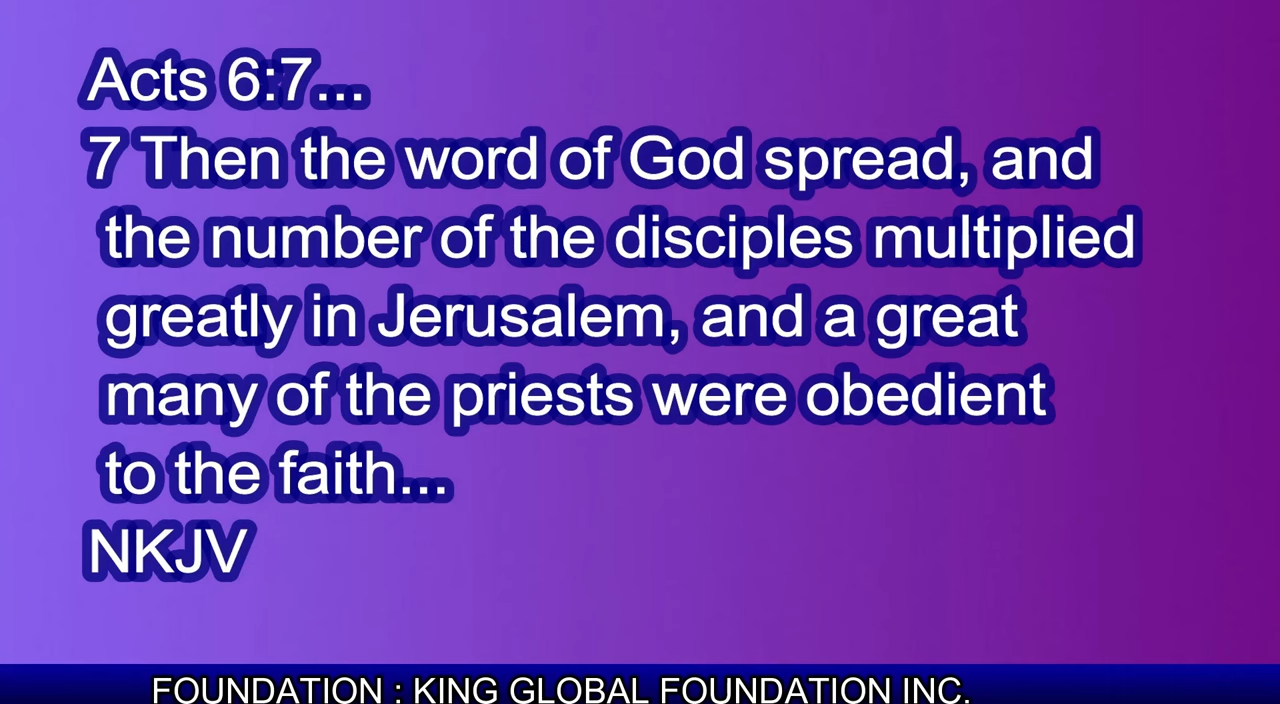 Acts 6:7...
7 Then the word of God spread, and
the number of the disciples multiplied
greatly in Jerusalem, and a great
many of the priests were obedient
to the faith...
NKJV
FOUNDATION : KING GLOBAL FOUNDATION INC.